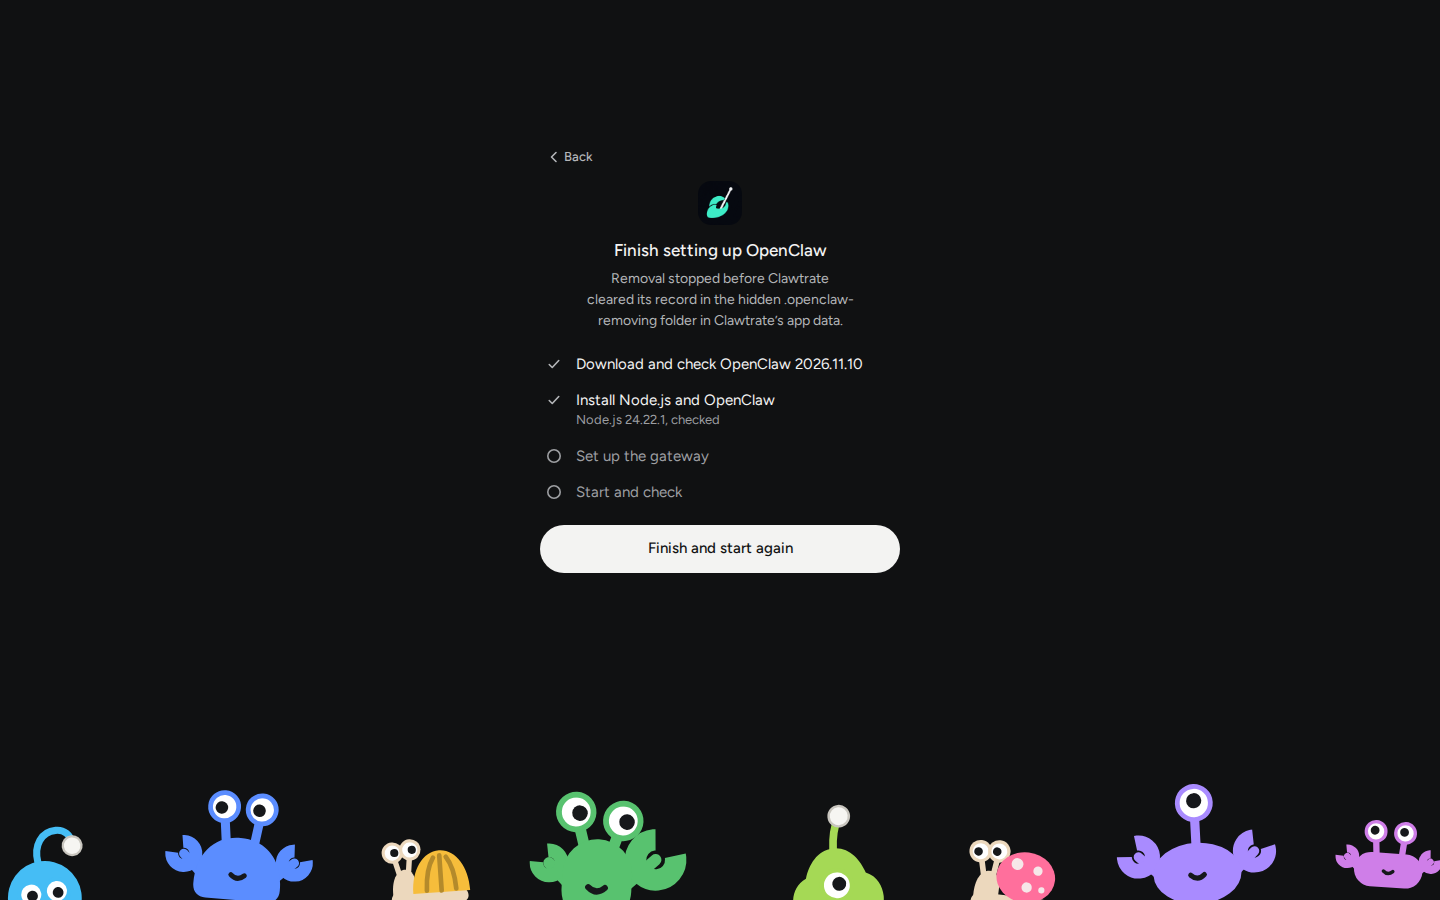 Back
Finish setting up OpenClaw
Removal stopped before Clawtrate
cleared its record in the hidden .openclaw-
removing folder in Clawtrate's app data.
Download and check OpenClaw 2026.11.10
Install Node.js and OpenClaw
Node.js 24.22.1, checked
Set up the gateway
Start and check
Finish and start again